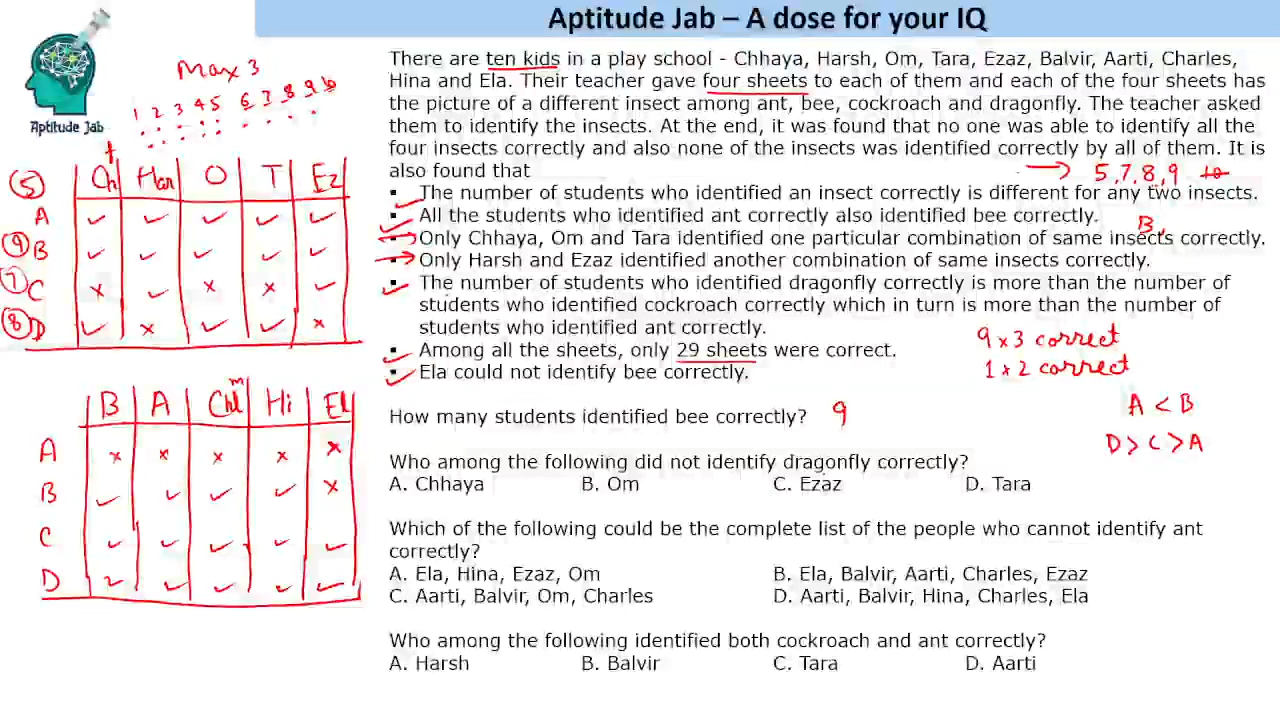 Aptitude Jab – A dose for your IQ
Aptitude Jab
Max 3
1 2 3 4 5 6 7 8 9 10
There are ten kids in a play school - Chhaya, Harsh, Om, Tara, Ezaz, Balvir, Aarti, Charles,
Hina and Ela. Their teacher gave four sheets to each of them and each of the four sheets has
the picture of a different insect among ant, bee, cockroach and dragonfly. The teacher asked
them to identify the insects. At the end, it was found that no one was able to identify all the
four insects correctly and also none of the insects was identified correctly by all of them. It is
also found that
→ 5, 7, 8, 9 10
▪ The number of students who identified an insect correctly is different for any two insects.
▪ All the students who identified ant correctly also identified bee correctly.
B,
▪ Only Chhaya, Om and Tara identified one particular combination of same insects correctly.
▪ Only Harsh and Ezaz identified another combination of same insects correctly.
▪ The number of students who identified dragonfly correctly is more than the number of
students who identified cockroach correctly which in turn is more than the number of
students who identified ant correctly.
▪ Among all the sheets, only 29 sheets were correct.
▪ Ela could not identify bee correctly.
9 x 3 correct
1 x 2 correct
A < B
D > C > A
How many students identified bee correctly? 9
Who among the following did not identify dragonfly correctly?
A. Chhaya B. Om C. Ezaz D. Tara
Which of the following could be the complete list of the people who cannot identify ant
correctly?
A. Ela, Hina, Ezaz, Om B. Ela, Balvir, Aarti, Charles, Ezaz
C. Aarti, Balvir, Om, Charles D. Aarti, Balvir, Hina, Charles, Ela
Who among the following identified both cockroach and ant correctly?
A. Harsh B. Balvir C. Tara D. Aarti
5 Ch Har O T Ez
A ✓ ✓ ✓ ✓ ✓
9 B ✓ ✓ ✓ ✓ ✓
7 C × ✓ × × ✓
8 D ✓ × ✓ ✓ ×
B A Chl m Hi El
A × × × × ×
B ✓ ✓ ✓ ✓ ×
C ✓ ✓ ✓ ✓ ✓
D ✓ ✓ ✓ ✓ ✓